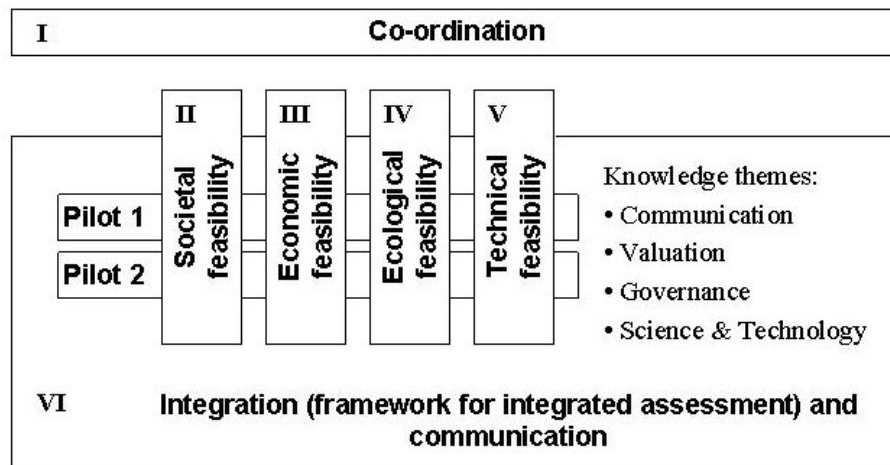 I Co-ordination
II III IV V
Societal
feasibility
Economic
feasibility
Ecological
feasibility
Technical
feasibility
Pilot 1
Pilot 2
Knowledge themes:
• Communication
• Valuation
• Governance
• Science & Technology
VI Integration (framework for integrated assessment) and
communication